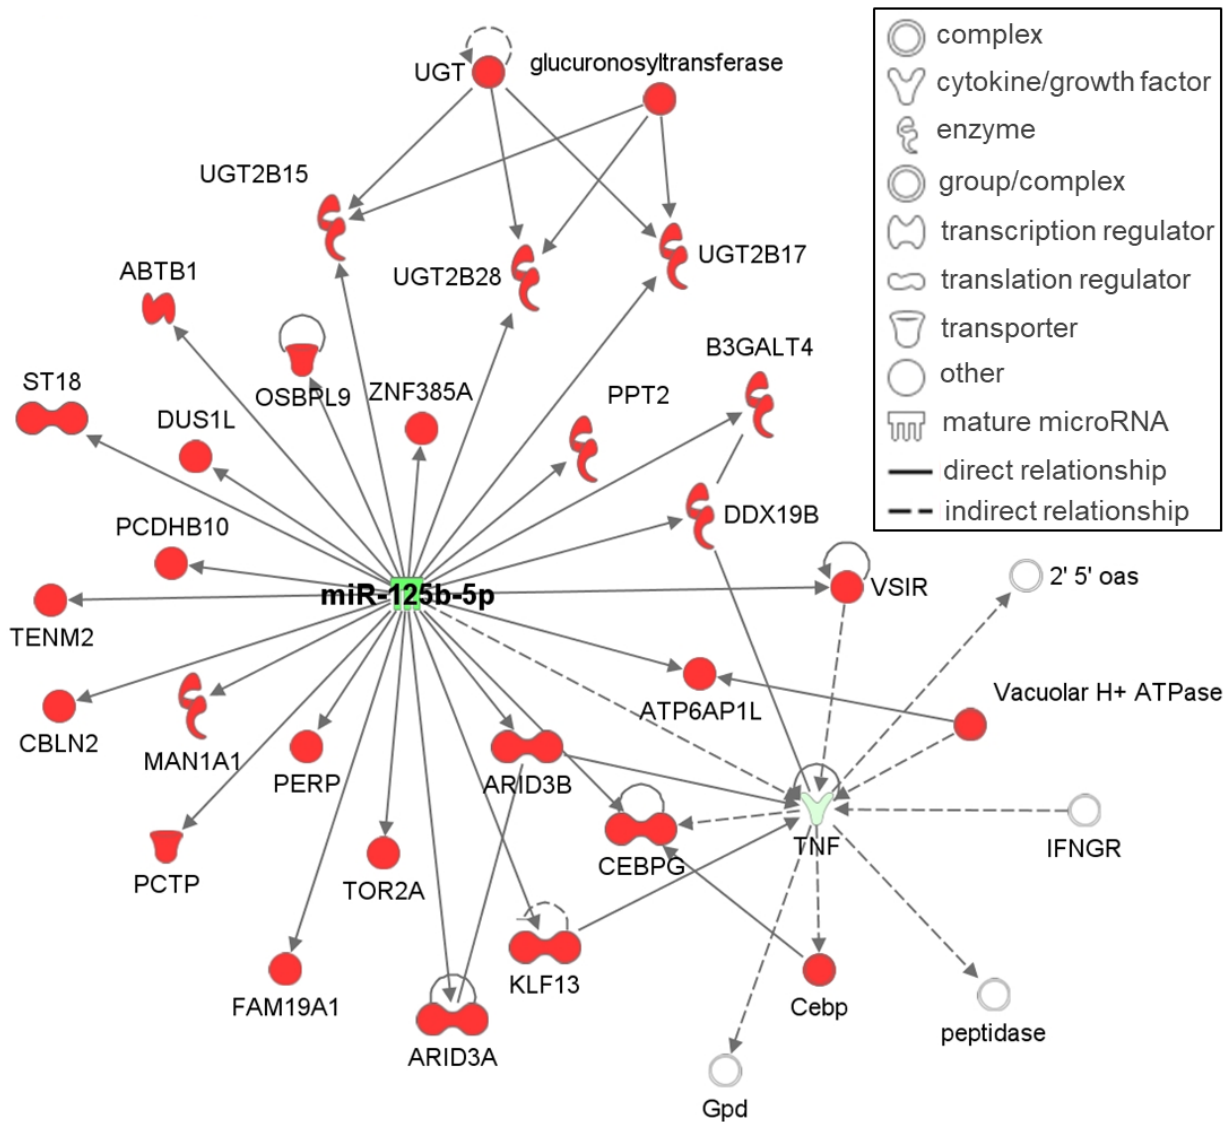 UGT
glucuronosyltransferase
UGT2B15
UGT2B28
UGT2B17
ABTB1
OSBPL9
ZNF385A
B3GALT4
ST18
DUS1L
PPT2
PCDHB10
DDX19B
miR-125b-5p
VSIR
2' 5' oas
TENM2
CBLN2
MAN1A1
PERP
ARID3B
ATP6AP1L
Vacuolar H+ ATPase
PCTP
TOR2A
CEBPG
TNF
IFNGR
FAM19A1
KLF13
Cebp
peptidase
ARID3A
Gpd
complex
cytokine/growth factor
enzyme
group/complex
transcription regulator
translation regulator
transporter
other
mature microRNA
direct relationship
indirect relationship